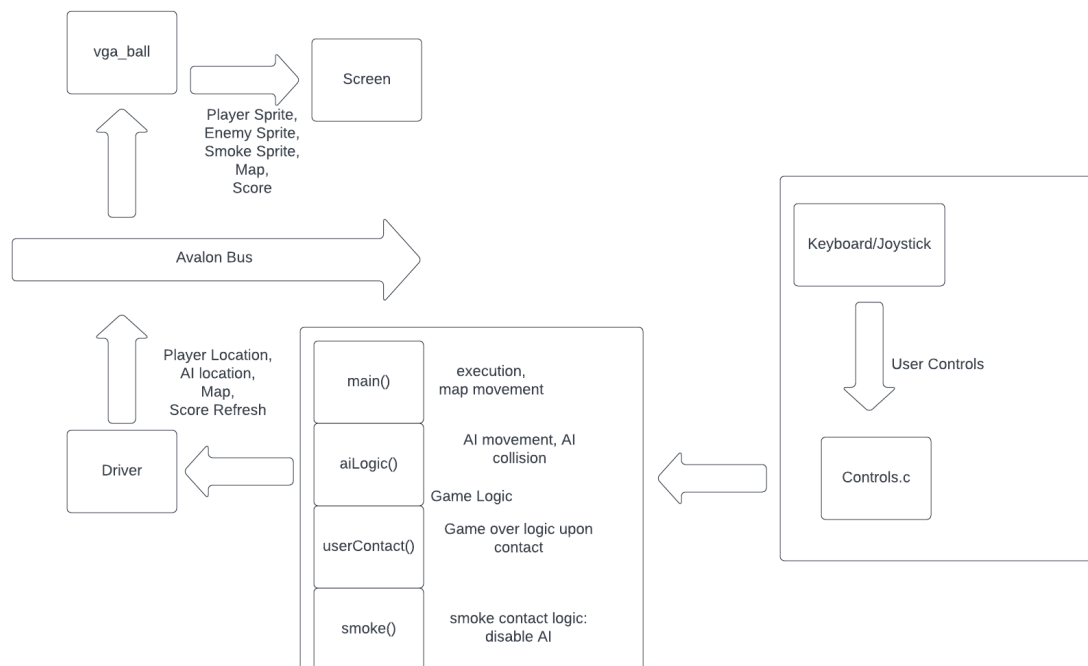 vga_ball
Screen
Player Sprite,
Enemy Sprite,
Smoke Sprite,
Map,
Score
Avalon Bus
Keyboard/Joystick
User Controls
Controls.c
Player Location,
AI location,
Map,
Score Refresh
Driver
main()
execution,
map movement
aiLogic()
AI movement, AI
collision
Game Logic
userContact()
Game over logic upon
contact
smoke()
smoke contact logic:
disable AI